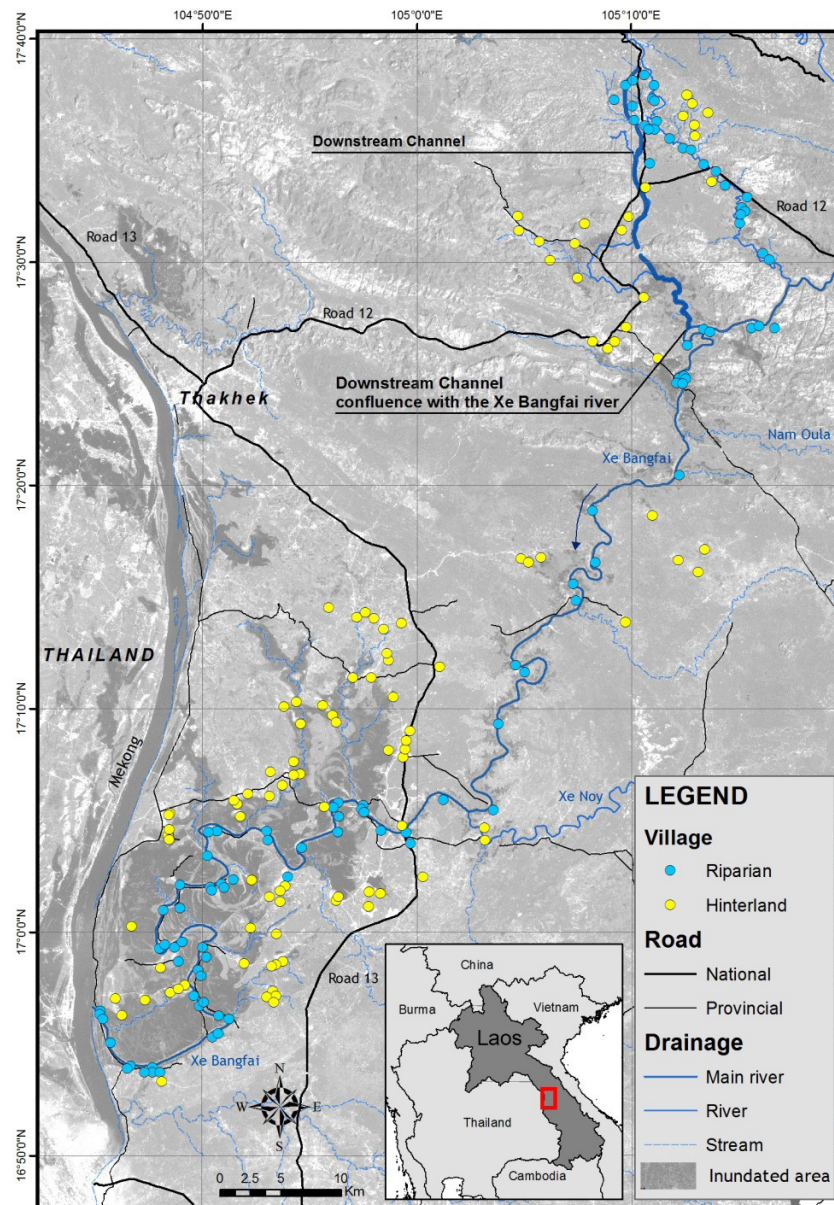 104°50'0"E
105°0'0"E
105°10'0"E
17°40'0"N
Downstream Channel
Road 12
Road 13
17°30'0"N
Road 12
Downstream Channel
confluence with the Xe Bangfai river
Thakhek
Nam Oula
Xe Bangfai
17°20'0"N
THAILAND
17°10'0"N
Mekong
Xe Noy
17°0'0"N
Road 13
Xe Bangfai
N
W
E
S
16°50'0"N
0
2.5
5
10
Km
China
Burma
Vietnam
Laos
Thailand
Cambodia
LEGEND
Village
Riparian
Hinterland
Road
National
Provincial
Drainage
Main river
River
Stream
Inundated area